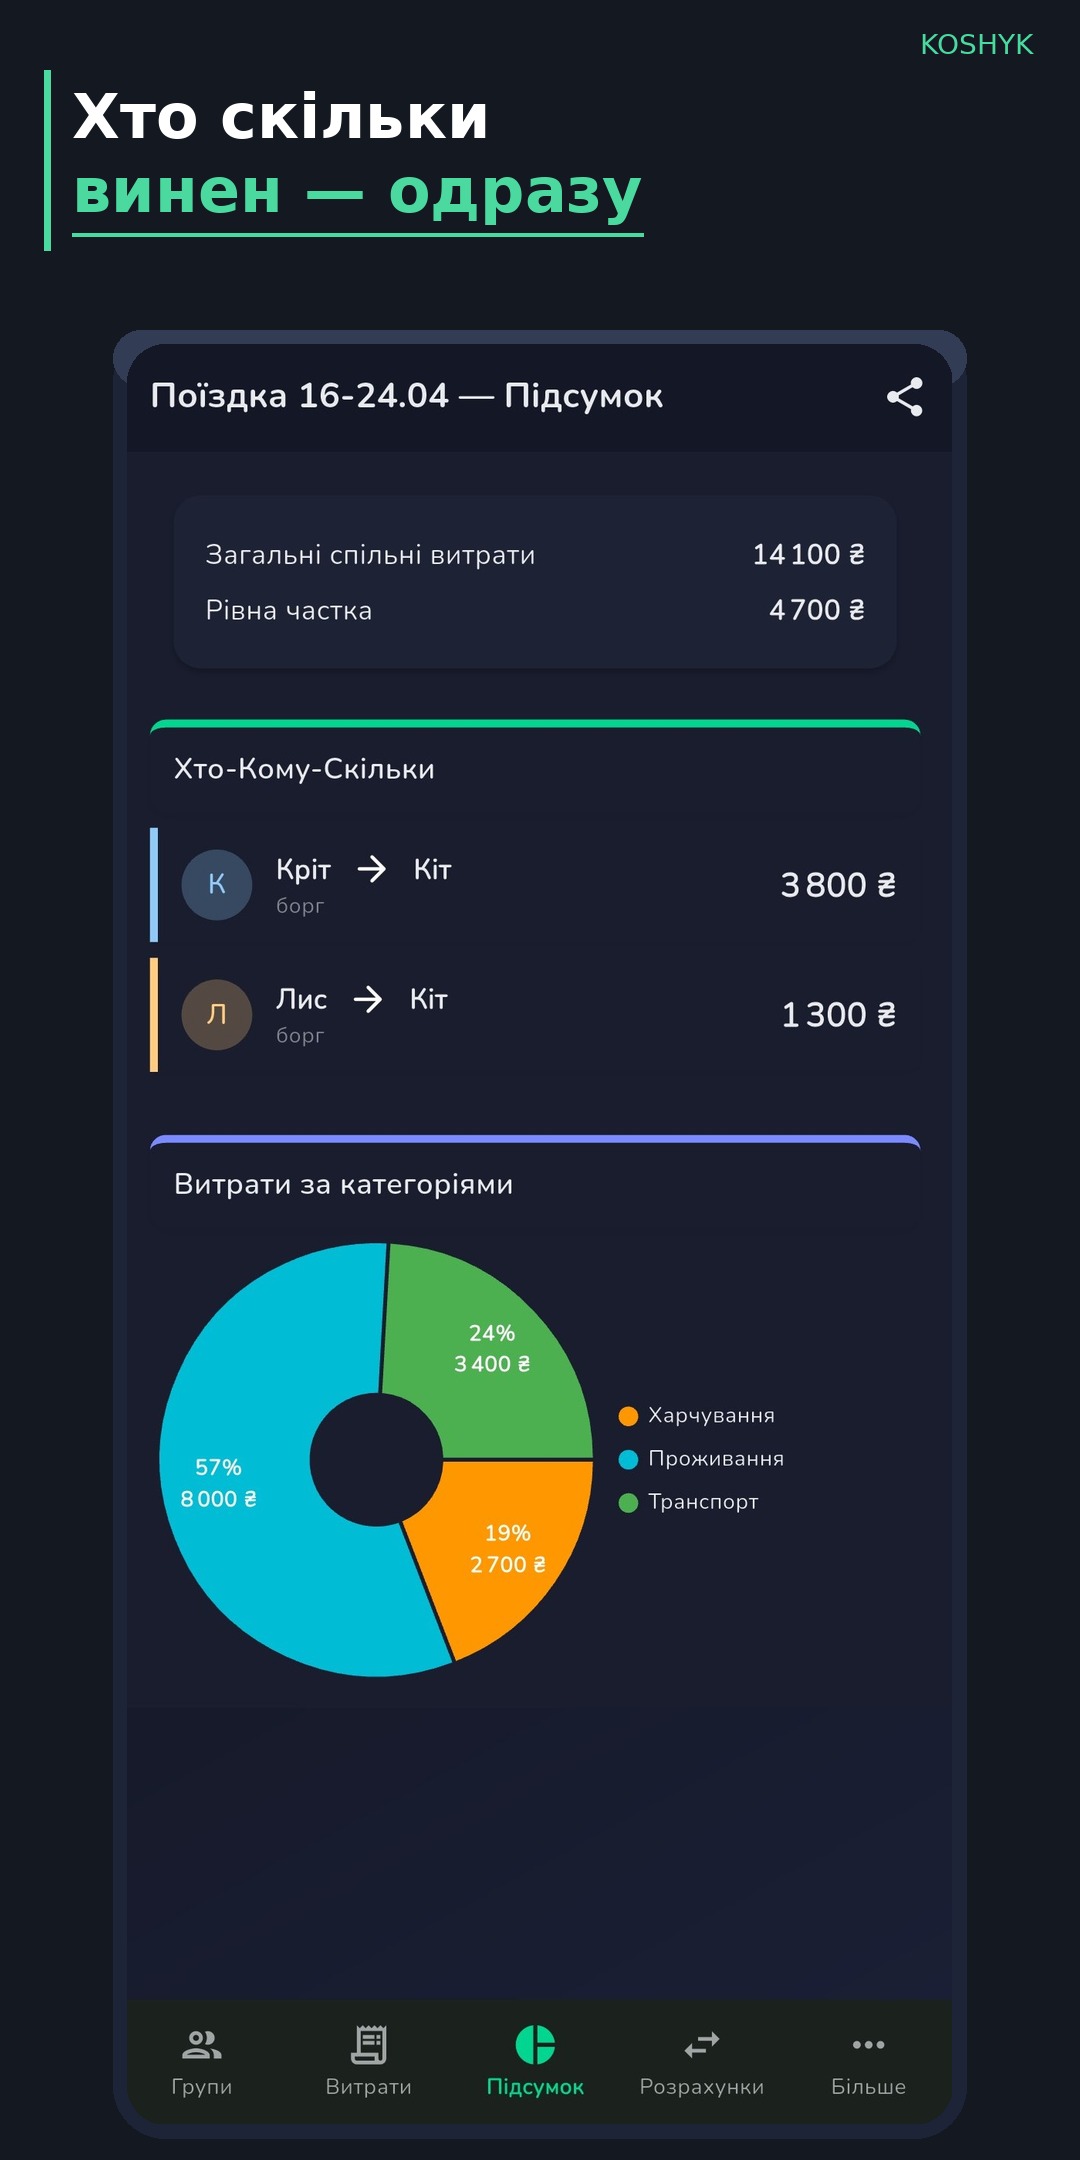 KOSHYK
Хто скільки
винен — одразу
Поїздка 16-24.04 — Підсумок
Загальні спільні витрати 14 100 ₴
Рівна частка 4 700 ₴
Хто-Кому-Скільки
К Кріт → Кіт 3 800 ₴
борг
Л Лис → Кіт 1 300 ₴
борг
Витрати за категоріями
24%
3 400 ₴
57%
8 000 ₴
19%
2 700 ₴
Харчування
Проживання
Транспорт
Групи Витрати Підсумок Розрахунки Більше